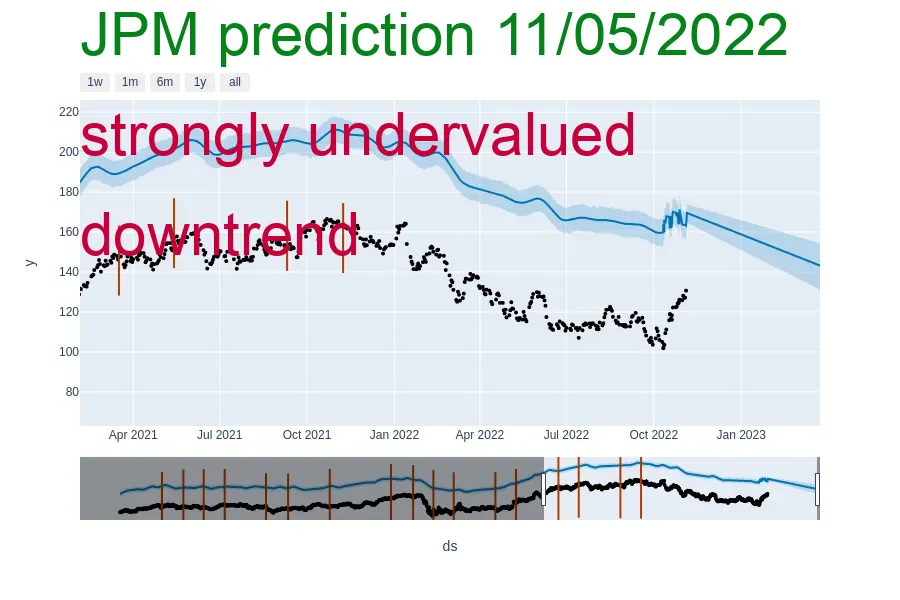 JPM prediction 11/05/2022
1w 1m 6m 1y all
strongly undervalued
downtrend
220
200
180
160
140
120
100
80
y
Apr 2021 Jul 2021 Oct 2021 Jan 2022 Apr 2022 Jul 2022 Oct 2022 Jan 2023
ds